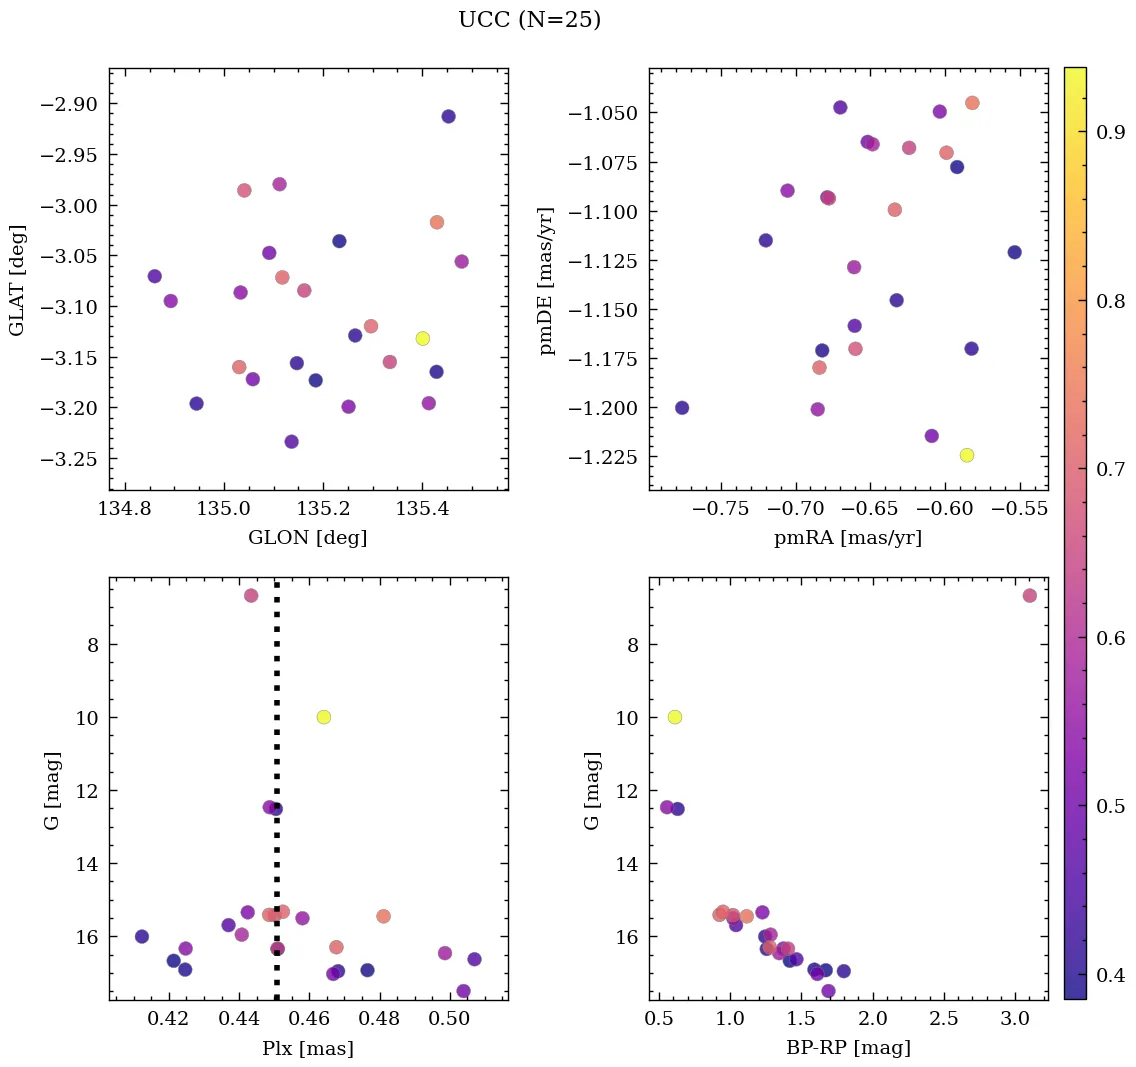 UCC (N=25)
−2.90
−2.95
−3.00
−3.05
−3.10
−3.15
−3.20
−3.25
GLAT [deg]
134.8 135.0 135.2 135.4
GLON [deg]
−1.050
−1.075
−1.100
−1.125
−1.150
−1.175
−1.200
−1.225
pmDE [mas/yr]
−0.75 −0.70 −0.65 −0.60 −0.55
pmRA [mas/yr]
0.9
0.8
0.7
0.6
0.5
0.4
8
10
12
14
16
G [mag]
0.42 0.44 0.46 0.48 0.50
Plx [mas]
8
10
12
14
16
G [mag]
0.5 1.0 1.5 2.0 2.5 3.0
BP-RP [mag]